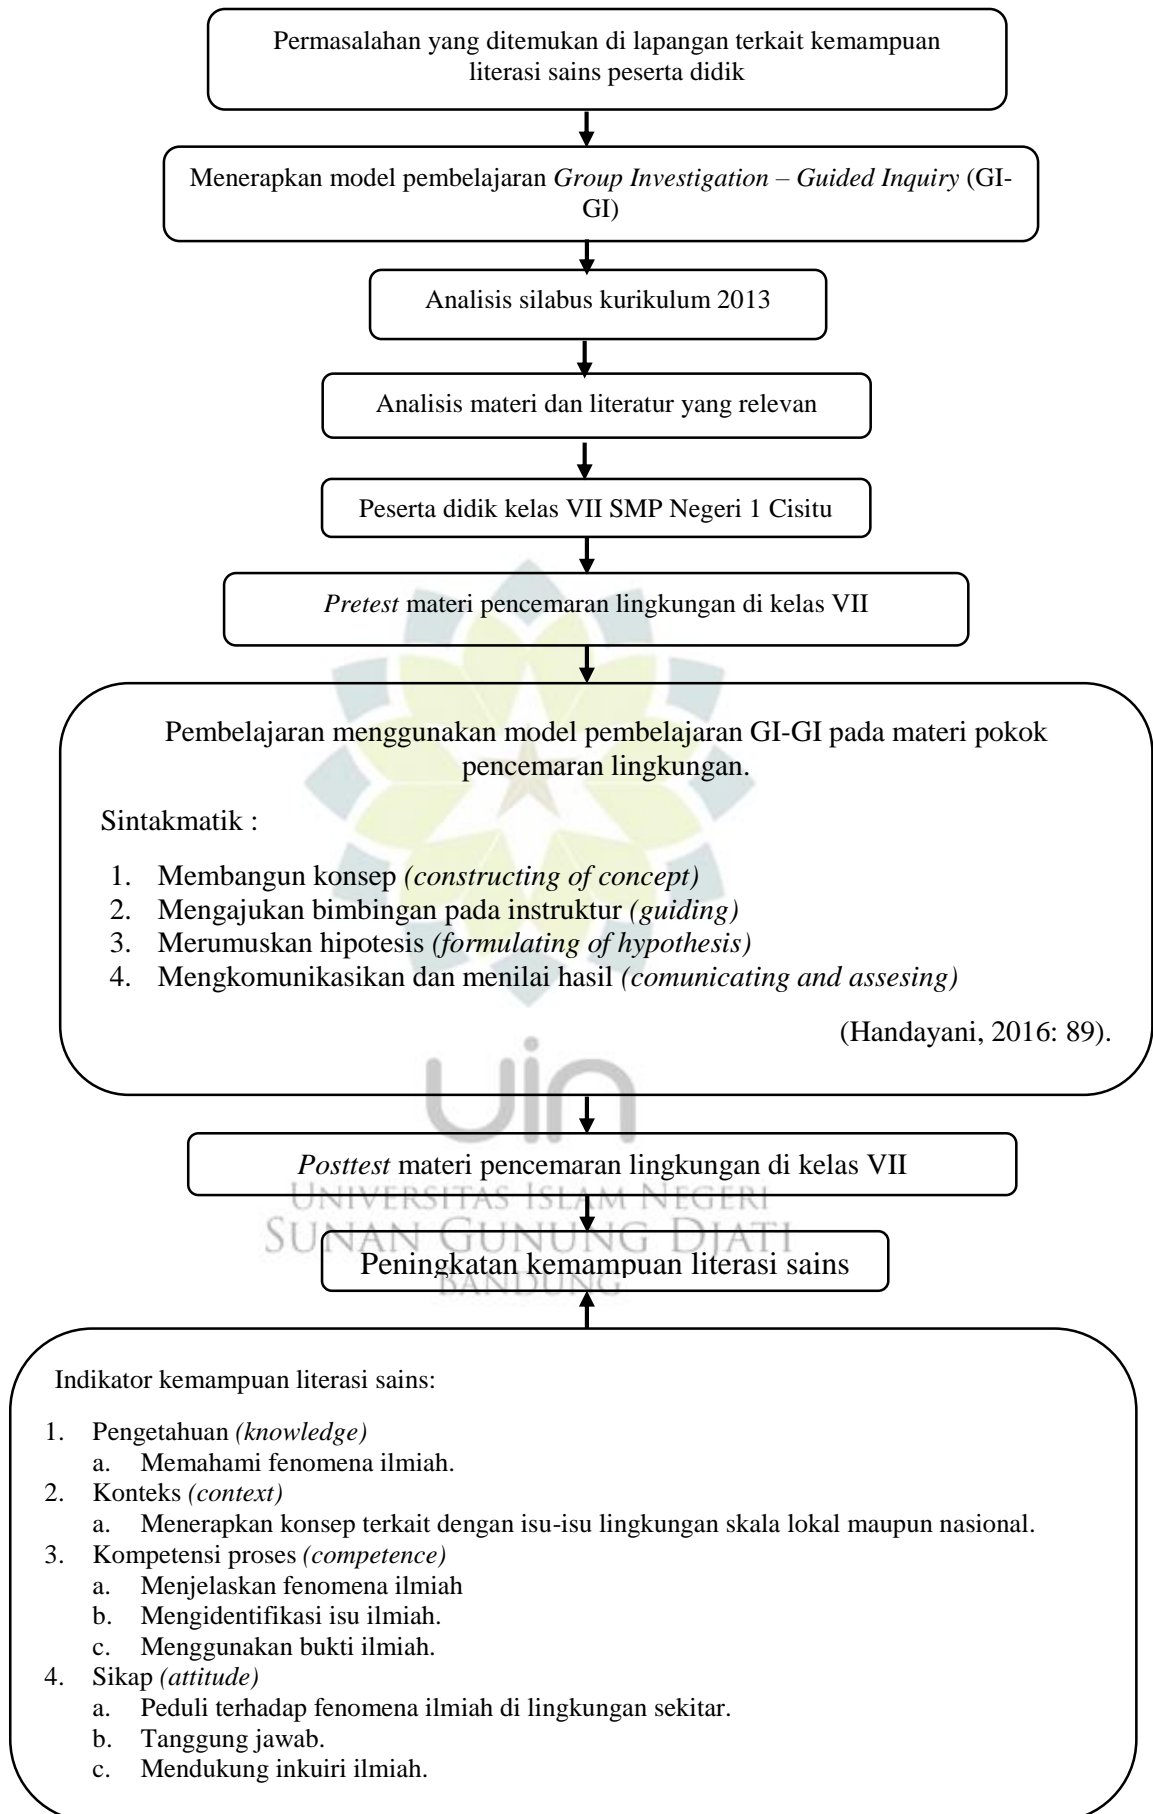 Permasalahan yang ditemukan di lapangan terkait kemampuan
literasi sains peserta didik
Menerapkan model pembelajaran Group Investigation – Guided Inquiry (GI-
GI)
Analisis silabus kurikulum 2013
Analisis materi dan literatur yang relevan
Peserta didik kelas VII SMP Negeri 1 Cisitu
Pretest materi pencemaran lingkungan di kelas VII
Pembelajaran menggunakan model pembelajaran GI-GI pada materi pokok
pencemaran lingkungan.
Sintakmatik :
1. Membangun konsep (constructing of concept)
2. Mengajukan bimbingan pada instruktur (guiding)
3. Merumuskan hipotesis (formulating of hypothesis)
4. Mengkomunikasikan dan menilai hasil (comunicating and assesing)
(Handayani, 2016: 89).
uin
Posttest materi pencemaran lingkungan di kelas VII
UNIVERSITAS ISLAM NEGERI
SUNAN GUNUNG DJATI
Peningkatan kemampuan literasi sains
BANDUNG
Indikator kemampuan literasi sains:
1. Pengetahuan (knowledge)
a. Memahami fenomena ilmiah.
2. Konteks (context)
a. Menerapkan konsep terkait dengan isu-isu lingkungan skala lokal maupun nasional.
3. Kompetensi proses (competence)
a. Menjelaskan fenomena ilmiah
b. Mengidentifikasi isu ilmiah.
c. Menggunakan bukti ilmiah.
4. Sikap (attitude)
a. Peduli terhadap fenomena ilmiah di lingkungan sekitar.
b. Tanggung jawab.
c. Mendukung inkuiri ilmiah.